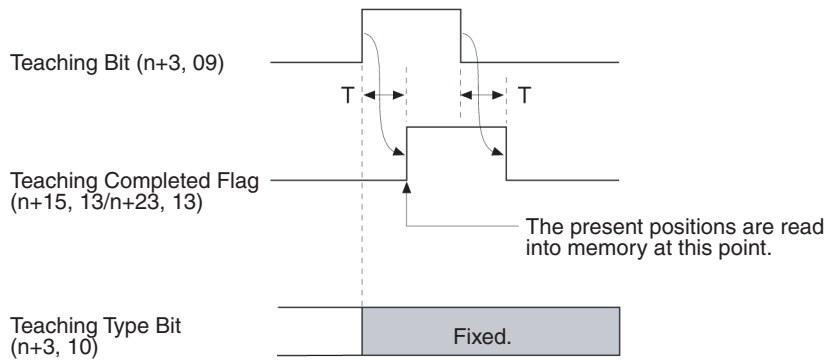 Teaching Bit (n+3, 09)
T
T
Teaching Completed Flag
(n+15, 13/n+23, 13)
The present positions are read
into memory at this point.
Teaching Type Bit
(n+3, 10)
Fixed.